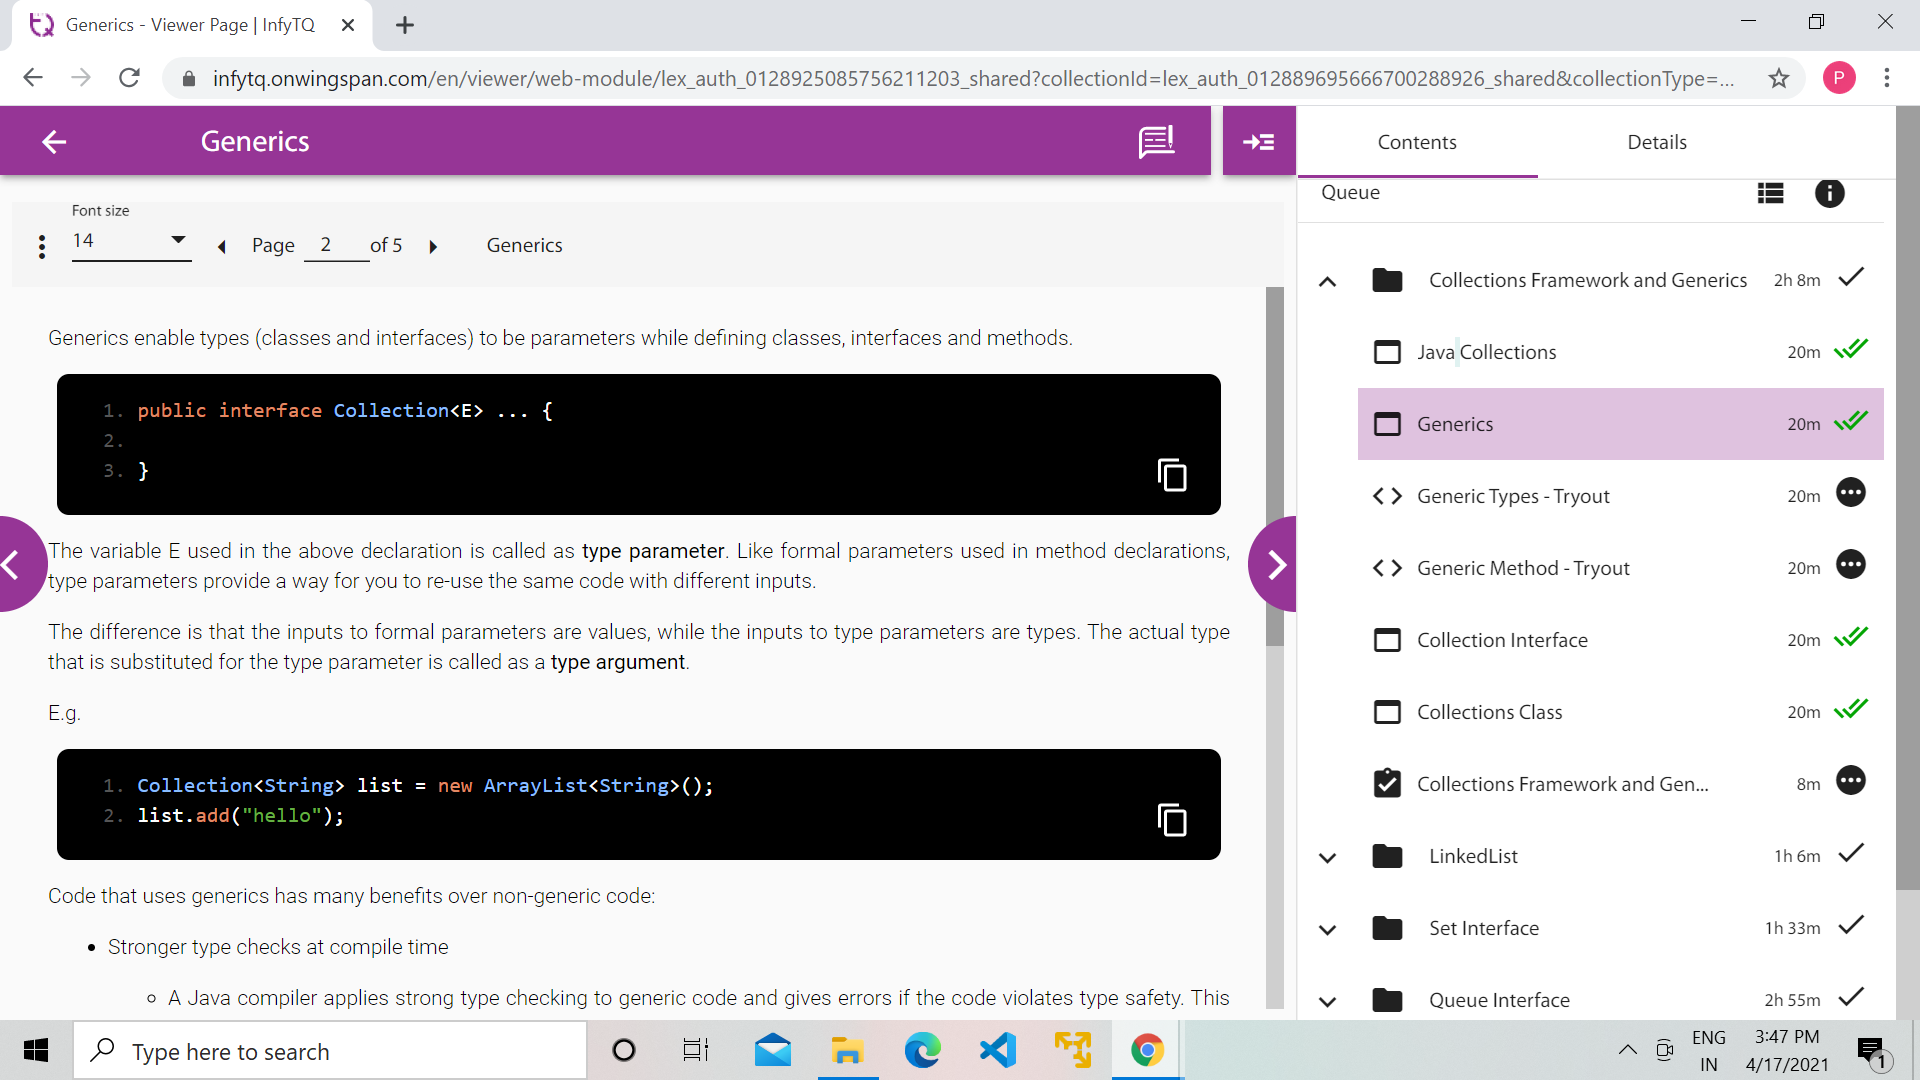 Generics - Viewer Page | InfyTQ
infytq.onwingspan.com/en/viewer/web-module/lex_auth_0128925085756211203_shared?collectionId=lex_auth_012889695666700288926_shared&collectionType=...
P
Generics
Contents
Details
Queue
Font size
14
Page 2 of 5
Generics
Generics enable types (classes and interfaces) to be parameters while defining classes, interfaces and methods.
1. public interface Collection<E> ... {
2.
3. }
The variable E used in the above declaration is called as type parameter. Like formal parameters used in method declarations,
type parameters provide a way for you to re-use the same code with different inputs.
The difference is that the inputs to formal parameters are values, while the inputs to type parameters are types. The actual type
that is substituted for the type parameter is called as a type argument.
E.g.
1. Collection<String> list = new ArrayList<String>();
2. list.add("hello");
Code that uses generics has many benefits over non-generic code:
Stronger type checks at compile time
A Java compiler applies strong type checking to generic code and gives errors if the code violates type safety. This
Collections Framework and Generics 2h 8m
Java Collections 20m
Generics 20m
Generic Types - Tryout 20m
Generic Method - Tryout 20m
Collection Interface 20m
Collections Class 20m
Collections Framework and Gen... 8m
LinkedList 1h 6m
Set Interface 1h 33m
Queue Interface 2h 55m
Type here to search
ENG
IN
3:47 PM
4/17/2021
1